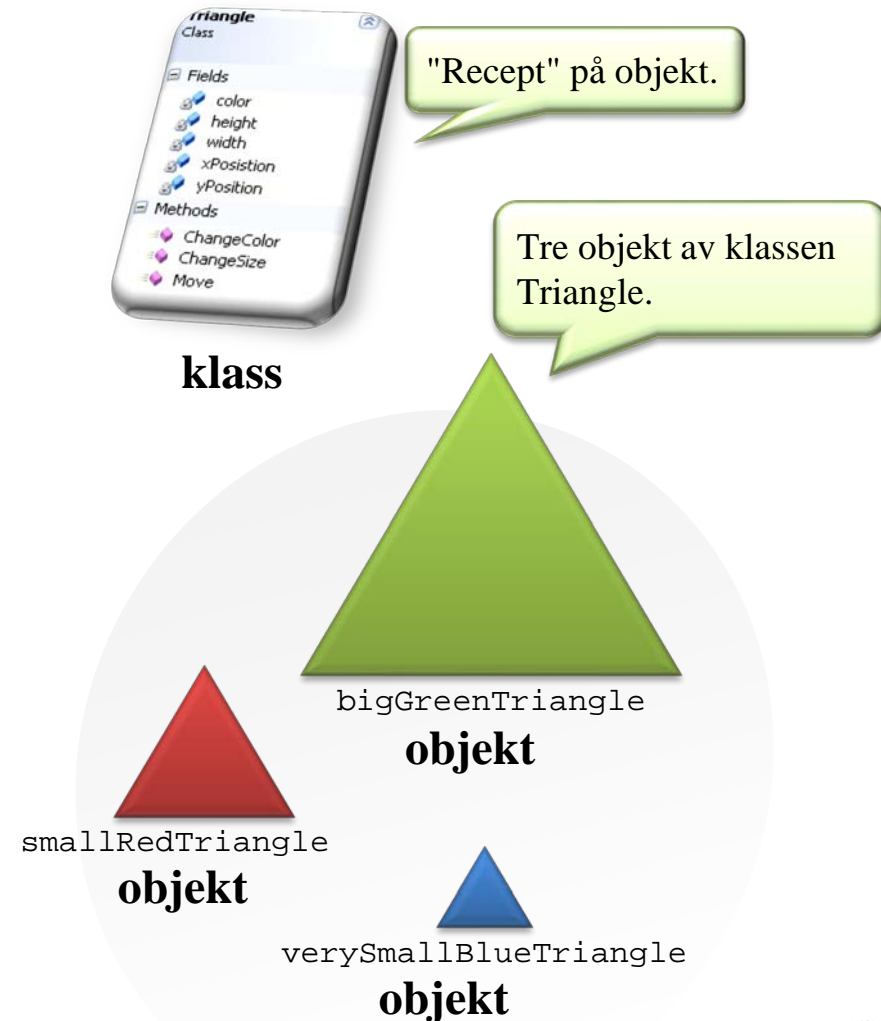 Triangle
Class
Fields
color
height
width
xPosistion
yPosition
Methods
ChangeColor
ChangeSize
Move
"Recept" på objekt.
Tre objekt av klassen
Triangle.
klass
bigGreenTriangle
objekt
smallRedTriangle
objekt
verySmallBlueTriangle
objekt